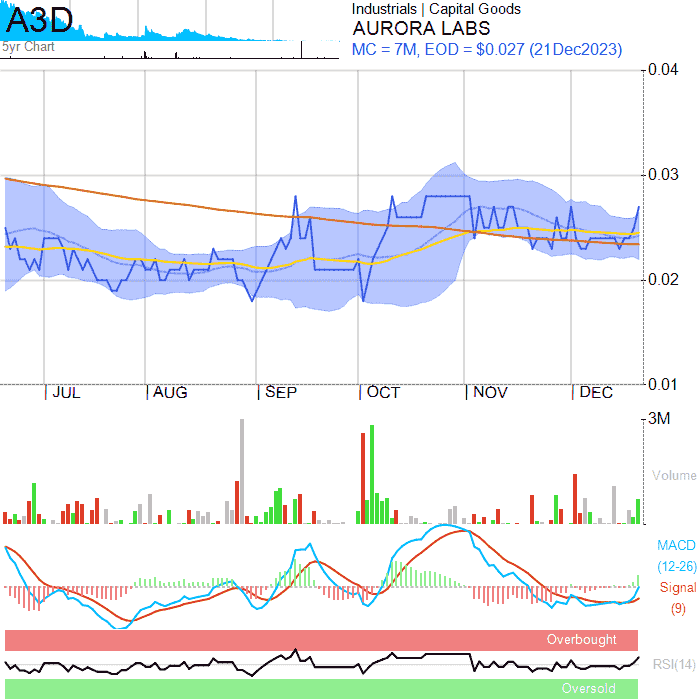 A3D
5yr Chart
Industrials | Capital Goods
AURORA LABS
MC = 7M, EOD = $0.027 (21Dec2023)
0.04
0.03
0.02
0.01
JUL AUG SEP OCT NOV DEC
3M
Volume
MACD
(12-26)
Signal
(9)
Overbought
RSI(14)
Oversold